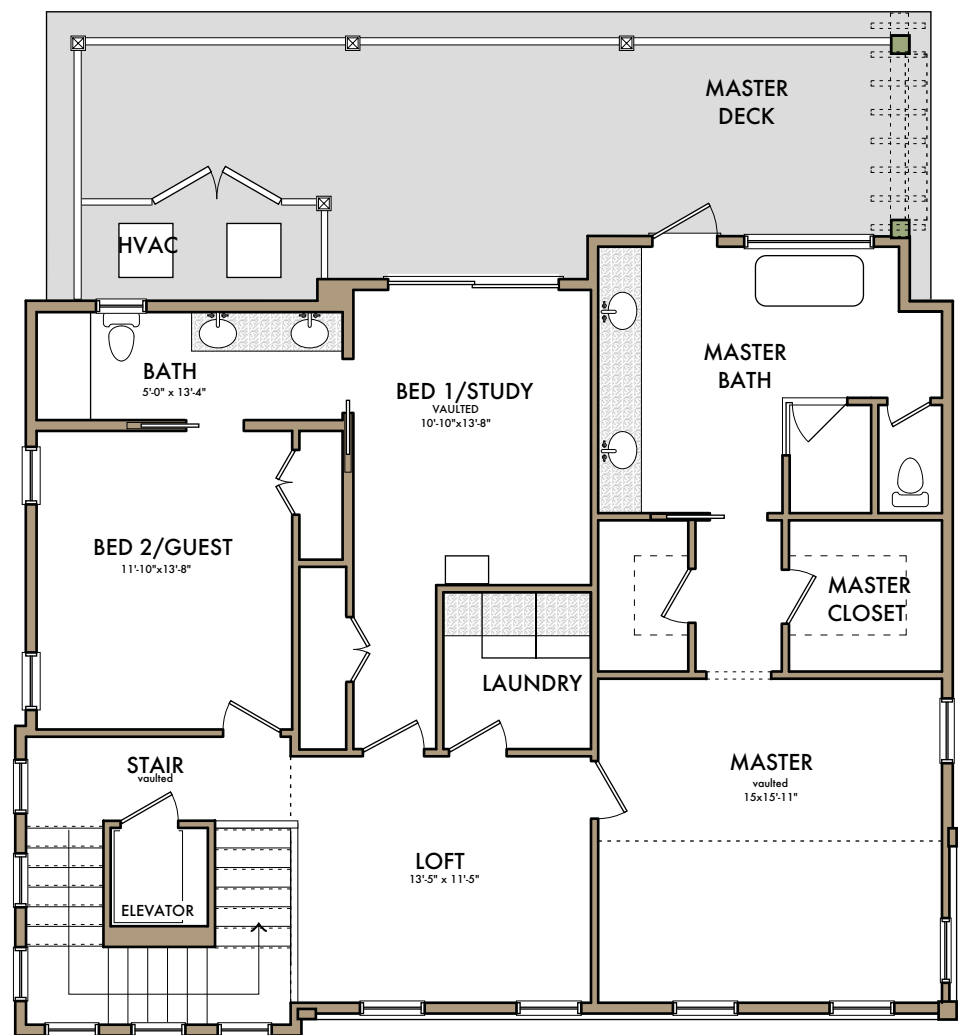 MASTER
DECK
HVAC
BATH
5'-0" x 13'-4"
BED 1/STUDY
VAULTED
10'-10"x13'-8"
MASTER
BATH
BED 2/GUEST
11'-10"x13'-8"
MASTER
CLOSET
LAUNDRY
STAIR
vaulted
MASTER
vaulted
15x15'-11"
LOFT
13'-5" x 11'-5"
ELEVATOR